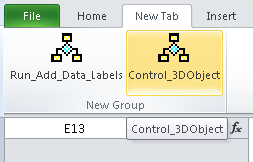 File Home New Tab Insert
Run_Add_Data_Labels Control_3DObject
New Group
E13 Control_3DObject fx